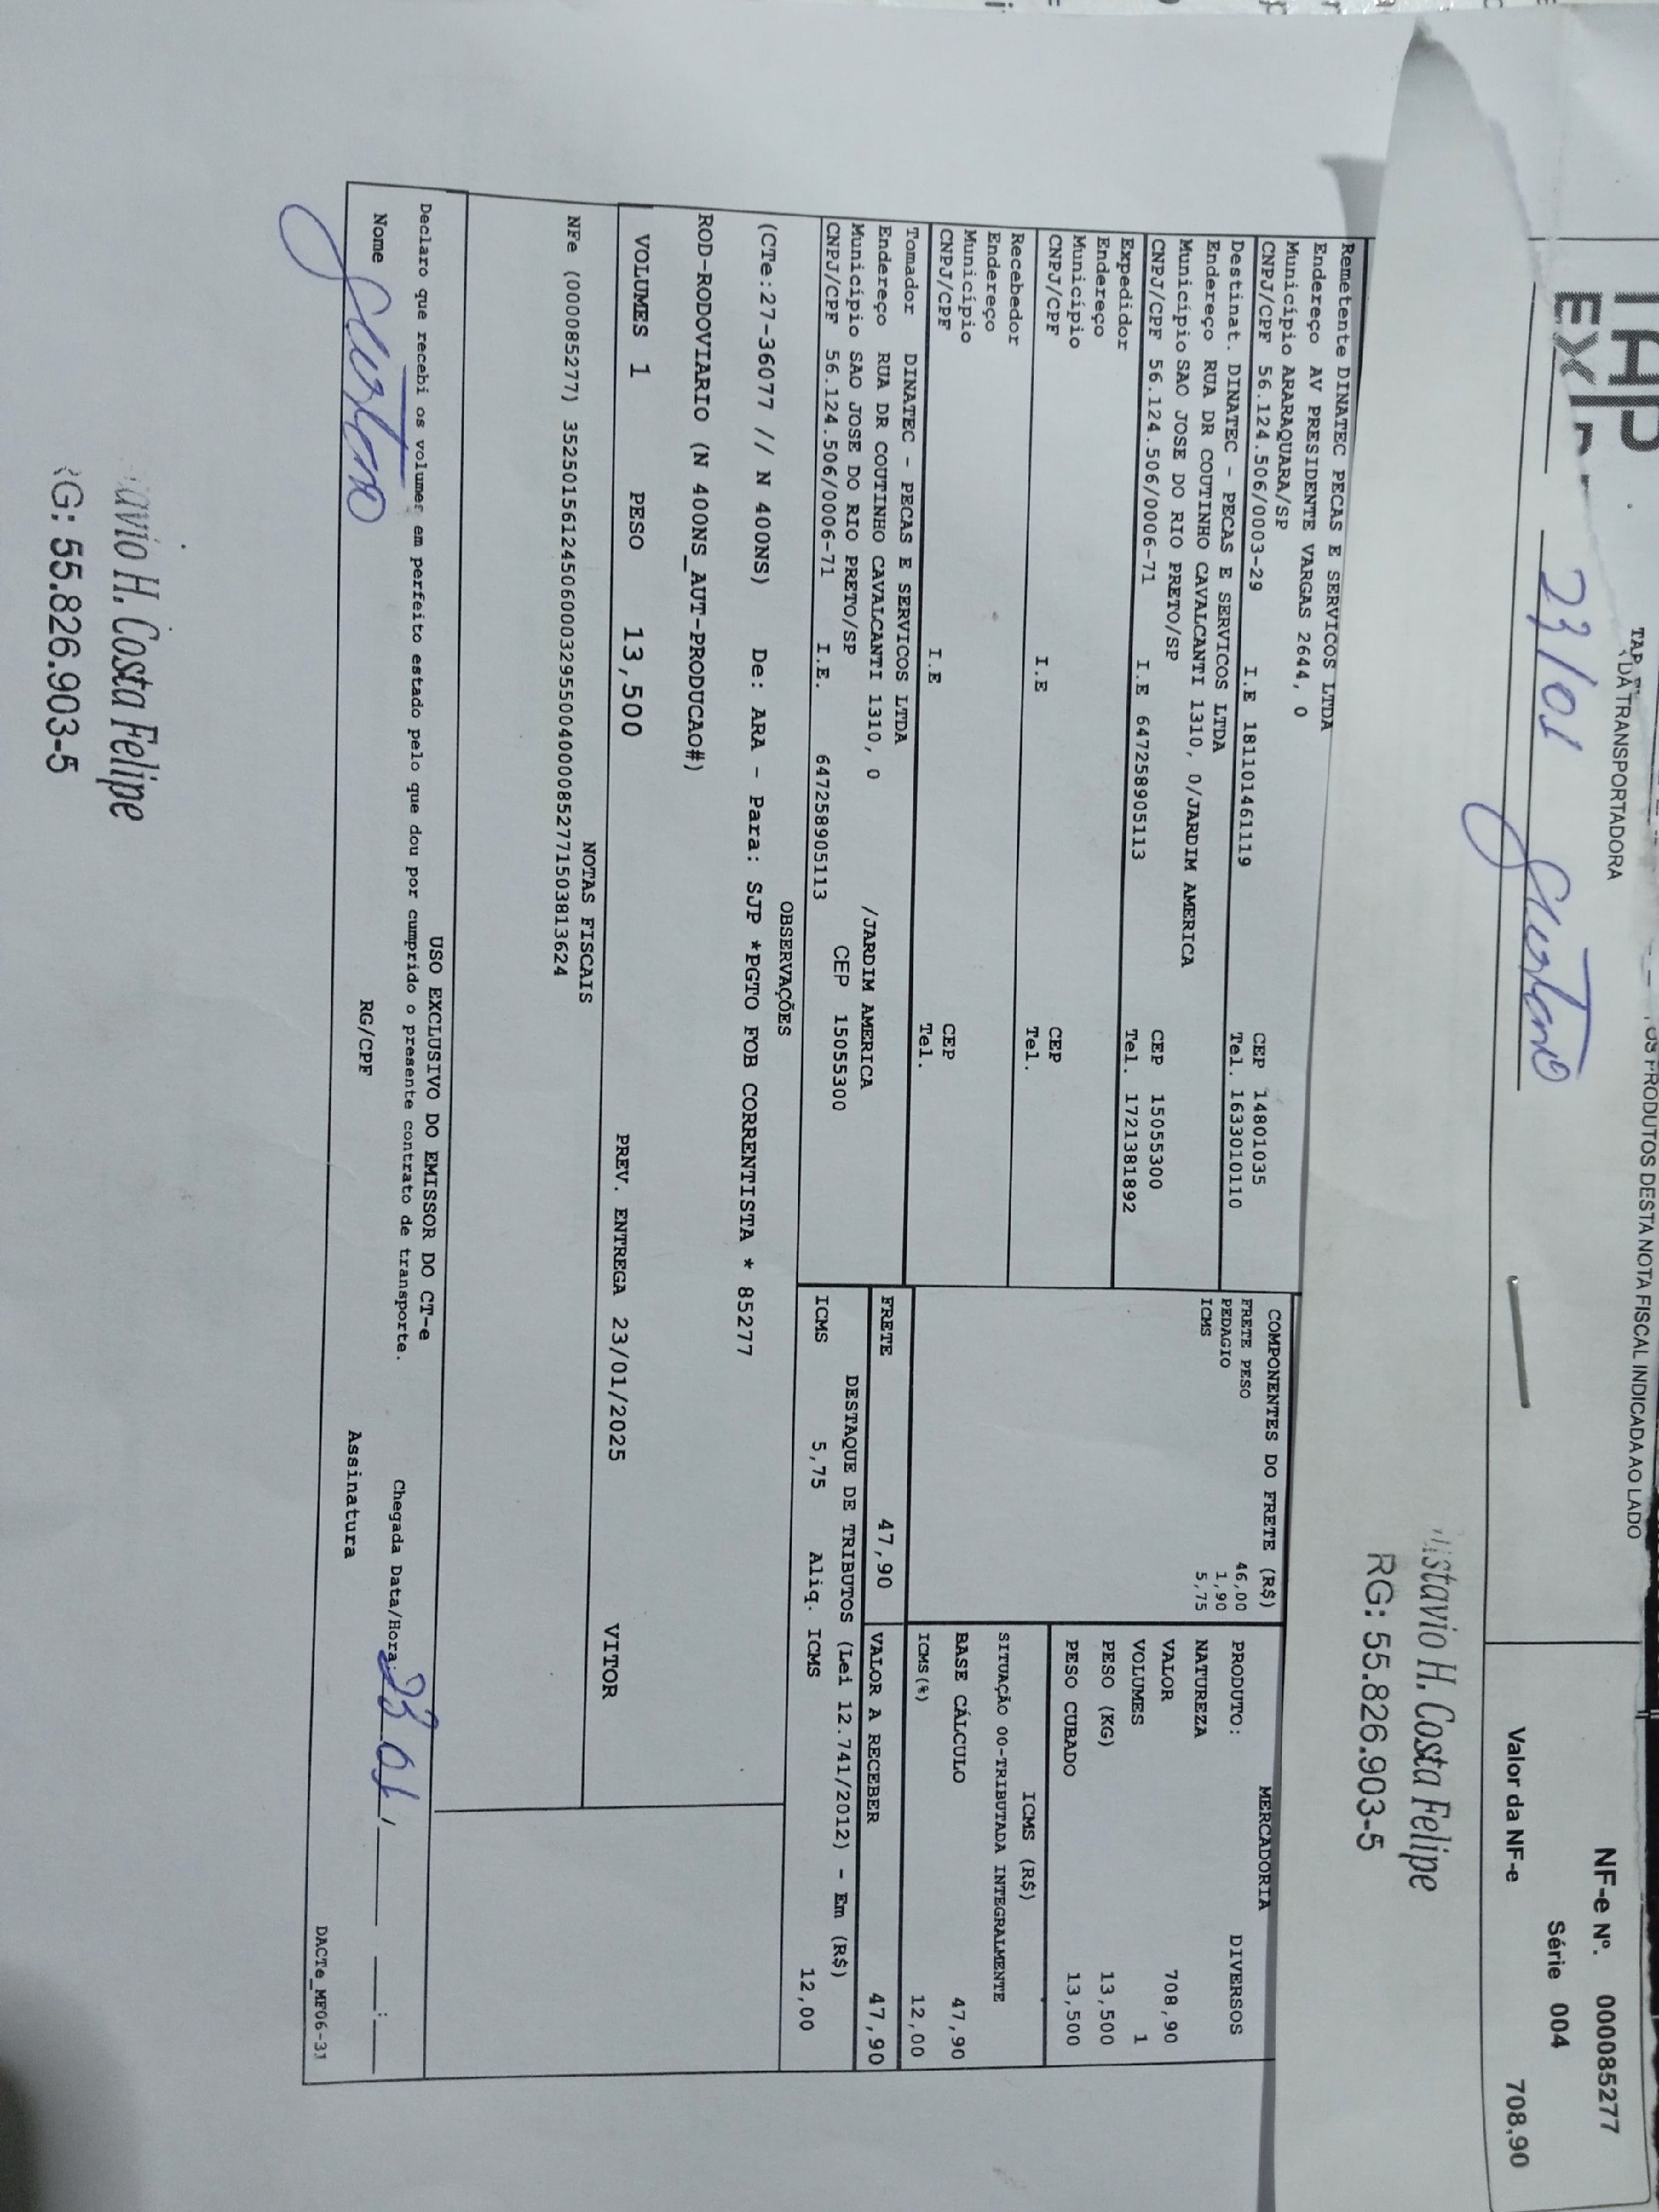 OS PRODUTOS DESTA NOTA FISCAL INDICADA AO LADO
DA TRANSPORTADORA
TAP
EX
23/01 Gustavo
NF-e Nº. 000085277
Série 004
Valor da NF-e 708,90
H. Costa Felipe
RG: 55.826.903-5
Remetente DINATEC PECAS E SERVICOS LTDA
Endereço AV PRESIDENTE VARGAS 2644, 0
Município ARARAQUARA/SP CEP 14801035
CNPJ/CPF 56.124.506/0003-29 I.E 181101461119 Tel. 1633010110
Destinat. DINATEC - PECAS E SERVICOS LTDA
Endereço RUA DR COUTINHO CAVALCANTI 1310, 0/JARDIM AMERICA
Município SAO JOSE DO RIO PRETO/SP CEP 15055300
CNPJ/CPF 56.124.506/0006-71 I.E 647258905113 Tel. 1721381892
Expedidor
Endereço
Município CEP
CNPJ/CPF I.E Tel.
Recebedor
Endereço
Município CEP
CNPJ/CPF I.E Tel.
Tomador DINATEC - PECAS E SERVICOS LTDA
Endereço RUA DR COUTINHO CAVALCANTI 1310, 0 /JARDIM AMERICA
Município SAO JOSE DO RIO PRETO/SP CEP 15055300
CNPJ/CPF 56.124.506/0006-71 I.E. 647258905113
COMPONENTES DO FRETE (R$)
FRETE PESO 46,00
PEDAGIO 1,90
ICMS 5,75
MERCADORIA
PRODUTO: DIVERSOS
NATUREZA
VALOR 708,90
VOLUMES 1
PESO (KG) 13,500
PESO CUBADO 13,500
ICMS (R$)
SITUAÇÃO 00-TRIBUTADA INTEGRALMENTE
BASE CÁLCULO 47,90
ICMS(%) 12,00
FRETE 47,90 VALOR A RECEBER 47,90
DESTAQUE DE TRIBUTOS (Lei 12.741/2012) - Em (R$)
ICMS 5,75 Aliq. ICMS 12,00
OBSERVAÇÕES
(CTe:27-36077 // N 400NS) De: ARA - Para: SJP *PGTO FOB CORRENTISTA * 85277
ROD-RODOVIARIO (N 400NS_AUT-PRODUCAO#)
VOLUMES 1 PESO 13,500 PREV. ENTREGA 23/01/2025 VITOR
NOTAS FISCAIS
NFe (000085277) 35250156124506000329550040000852771503813624
USO EXCLUSIVO DO EMISSOR DO CT-e
Declaro que recebi os volumes em perfeito estado pelo que dou por cumprido o presente contrato de transporte. Chegada Data/Hora: 23/01/ :
Nome Gustavo RG/CPF Assinatura
DACTe_MF06-31
H. Costa Felipe
RG: 55.826.903-5